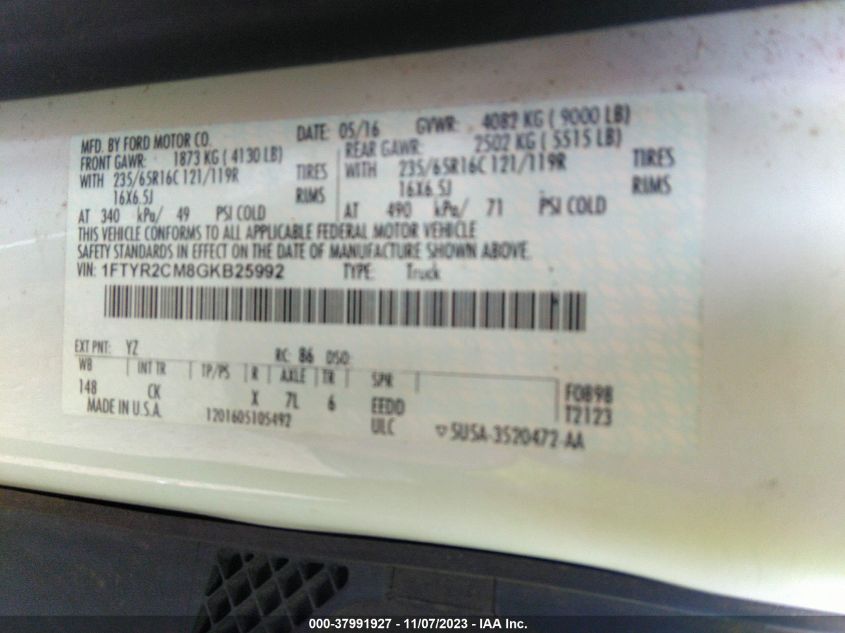 MFD. BY FORD MOTOR CO. DATE: 05/16 GVWR: 4082 KG ( 9000 LB)
FRONT GAWR: 1873 KG ( 4130 LB) REAR GAWR: 2502 KG ( 5515 LB)
WITH 235/65R16C 121/119R TIRES WITH 235/65R16C 121/119R TIRES
16X6.5J RIMS 16X6.5J RIMS
AT 340 kPa/ 49 PSI COLD AT 490 kPa/ 71 PSI COLD
THIS VEHICLE CONFORMS TO ALL APPLICABLE FEDERAL MOTOR VEHICLE
SAFETY STANDARDS IN EFFECT ON THE DATE OF MANUFACTURE SHOWN ABOVE.
VIN: 1FTYR2CM8GKB25992 TYPE: Truck
EXT PNT: YZ RC: 86 DSO:
WB INT TR TP/PS R AXLE TR SPR
148 CK X 7L 6 EEDD F0898
MADE IN U.S.A. 1201605105492 ULC T2123
5U5A-3520472-AA
000-37991927 - 11/07/2023 - IAA Inc.